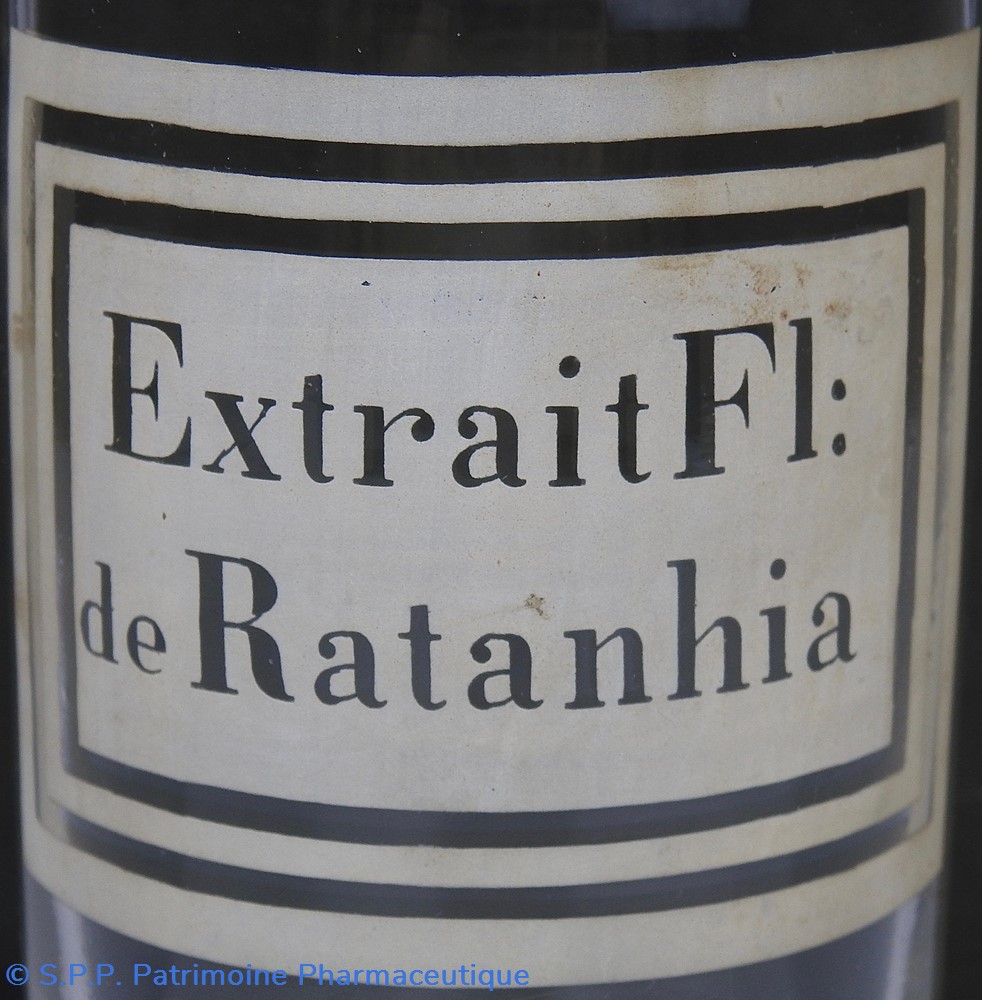 Extrait Fl:
de Ratanhia
© S.P.P. Patrimoine Pharmaceutique